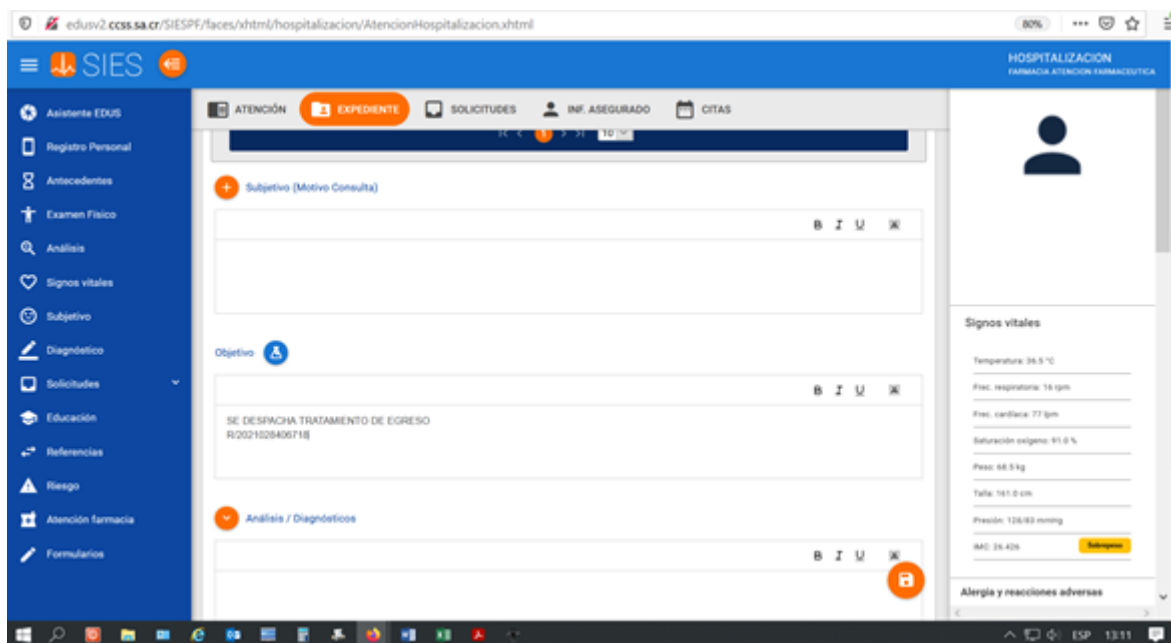 edusv2.ccss.sa.cr/SIESPF/faces/xhtml/hospitalizacion/AtencionHospitalizacion.xhtml
80%
SIES
HOSPITALIZACION
FARMACIA ATENCION FARMACEUTICA
Asistente EDUS
Registro Personal
Antecedentes
Examen Físico
Análisis
Signos vitales
Subjetivo
Diagnóstico
Solicitudes
Educación
Referencias
Riesgo
Atención farmacia
Formularios
ATENCIÓN
EXPEDIENTE
SOLICITUDES
INF. ASEGURADO
CITAS
1
10
Subjetivo (Motivo Consulta)
B I U
Objetivo
B I U
SE DESPACHA TRATAMIENTO DE EGRESO
R/2021028406718
Análisis / Diagnósticos
B I U
Signos vitales
Temperatura: 36.5 °C
Frec. respiratoria: 16 rpm
Frec. cardíaca: 77 lpm
Saturación oxígeno: 91.0 %
Peso: 68.5 kg
Talla: 161.0 cm
Presión: 128/83 mmHg
IMC: 26.426
Sobrepeso
Alergia y reacciones adversas
ESP
13:11